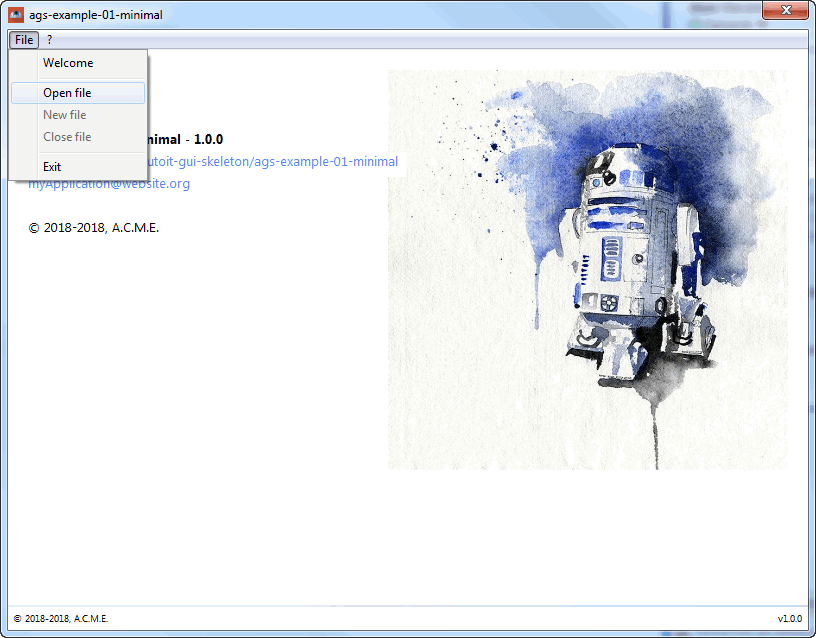 ags-example-01-minimal
File ?
Welcome
Open file
New file
Close file
Exit
nimal - 1.0.0
utoit-gui-skeleton/ags-example-01-minimal
myApplication@website.org
© 2018-2018, A.C.M.E.
© 2018-2018, A.C.M.E.
v1.0.0